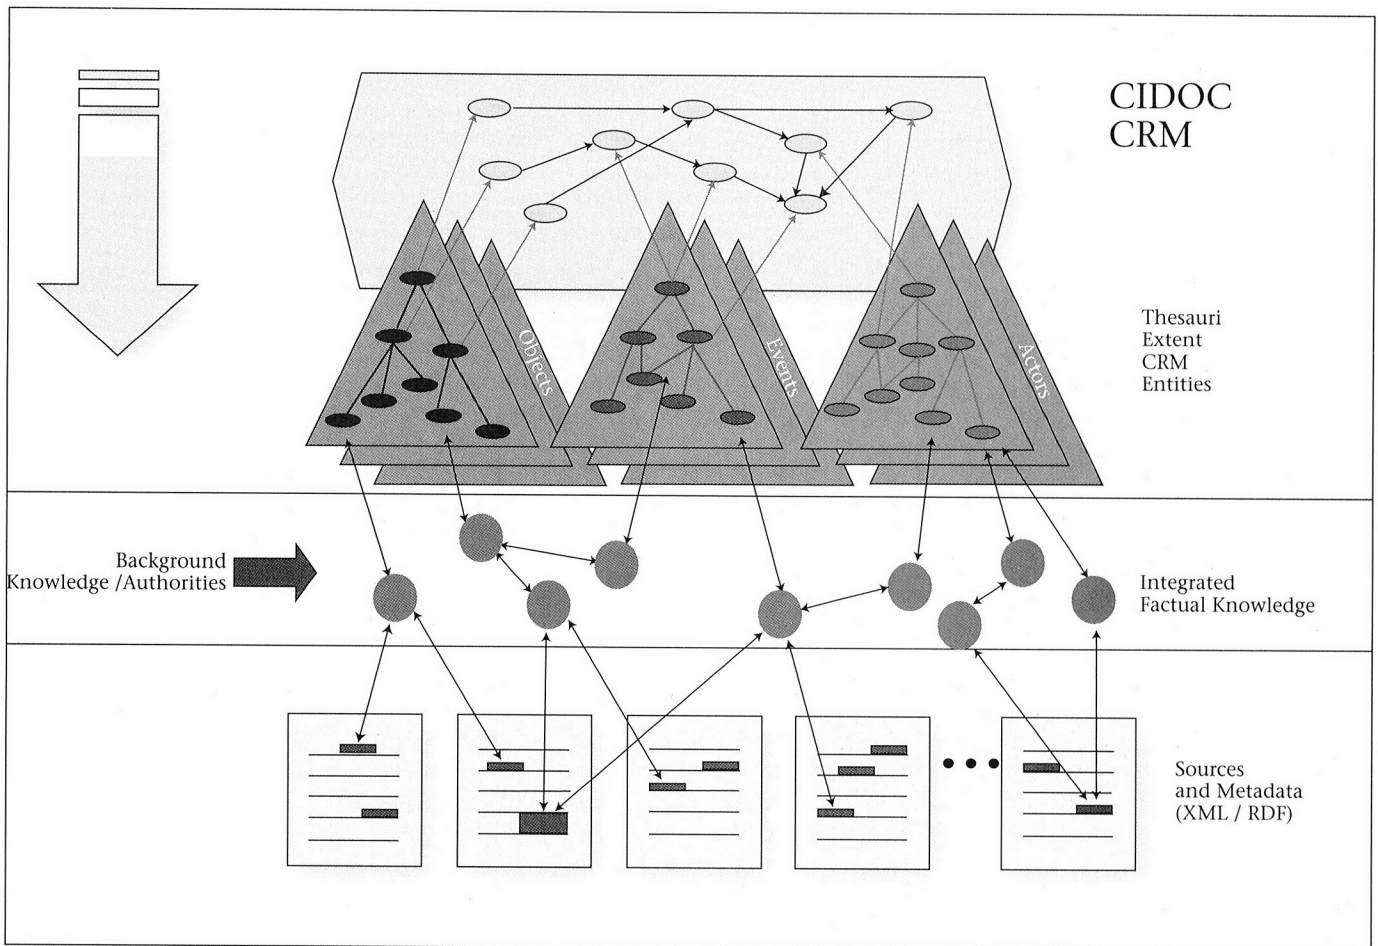 CIDOC
CRM
Thesauri
Extent
CRM
Entities
Objects
Events
Actors
Background
Knowledge /Authorities
Integrated
Factual Knowledge
Sources
and Metadata
(XML / RDF)